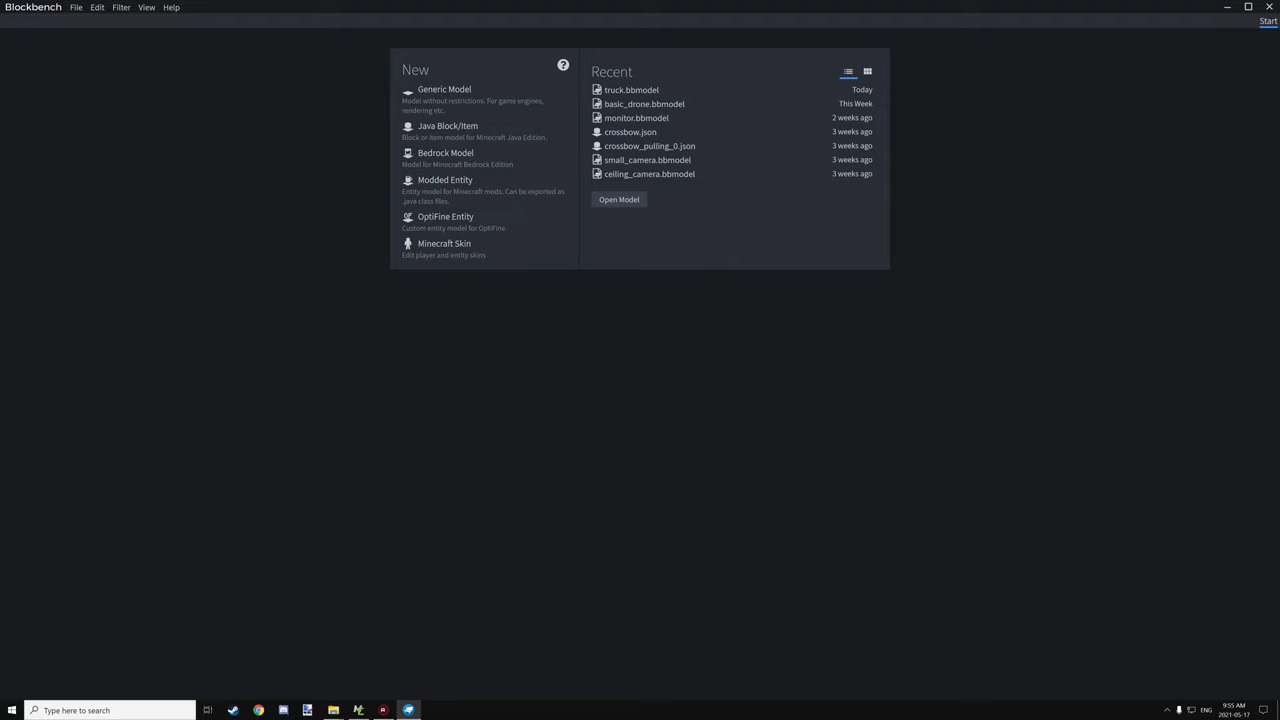 Blockbench File Edit Filter View Help
Start
New
Generic Model
Model without restrictions. For game engines,
rendering etc.
Java Block/Item
Block or item model for Minecraft Java Edition.
Bedrock Model
Model for Minecraft Bedrock Edition
Modded Entity
Entity model for Minecraft mods. Can be exported as
.java class files.
OptiFine Entity
Custom entity model for OptiFine
Minecraft Skin
Edit player and entity skins
Recent
truck.bbmodel Today
basic_drone.bbmodel This Week
monitor.bbmodel 2 weeks ago
crossbow.json 3 weeks ago
crossbow_pulling_0.json 3 weeks ago
small_camera.bbmodel 3 weeks ago
ceiling_camera.bbmodel 3 weeks ago
Open Model
Type here to search
ENG
9:55 AM
2021-05-17